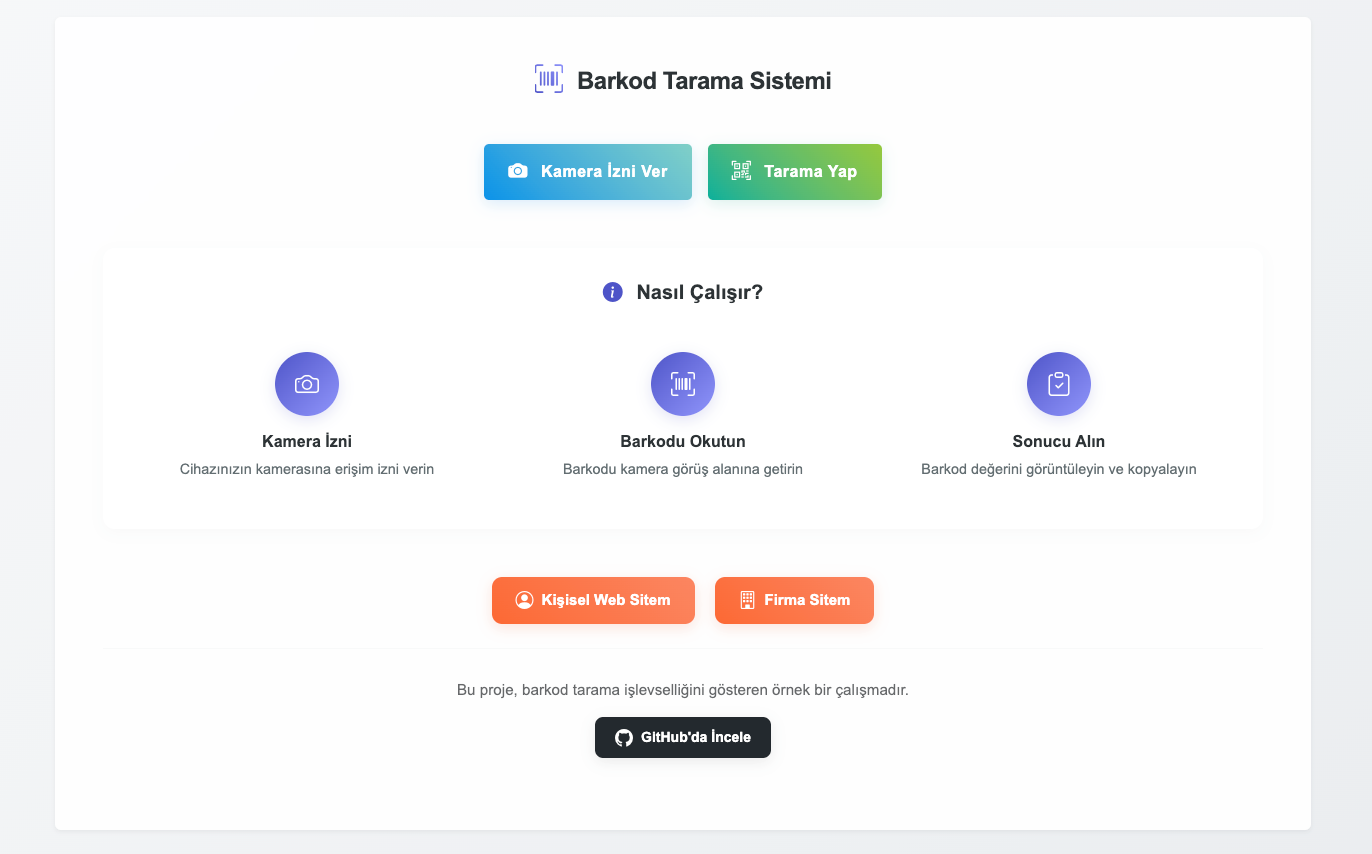 Barkod Tarama Sistemi
Kamera İzni Ver
Tarama Yap
Nasıl Çalışır?
Kamera İzni
Barkodu Okutun
Sonucu Alın
Cihazınızın kamerasına erişim izni verin
Barkodu kamera görüş alanına getirin
Barkod değerini görüntüleyin ve kopyalayın
Kişisel Web Sitem
Firma Sitem
Bu proje, barkod tarama işlevselliğini gösteren örnek bir çalışmadır.
GitHub'da İncele